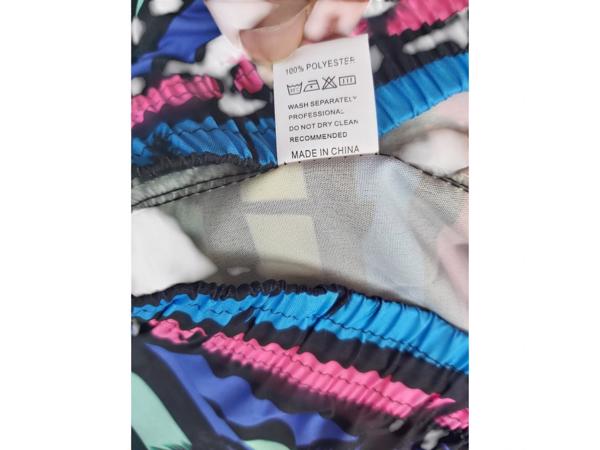 100% POLYESTER
WASH SEPARATELY
PROFESSIONAL
DO NOT DRY CLEAN
RECOMMENDED
MADE IN CHINA